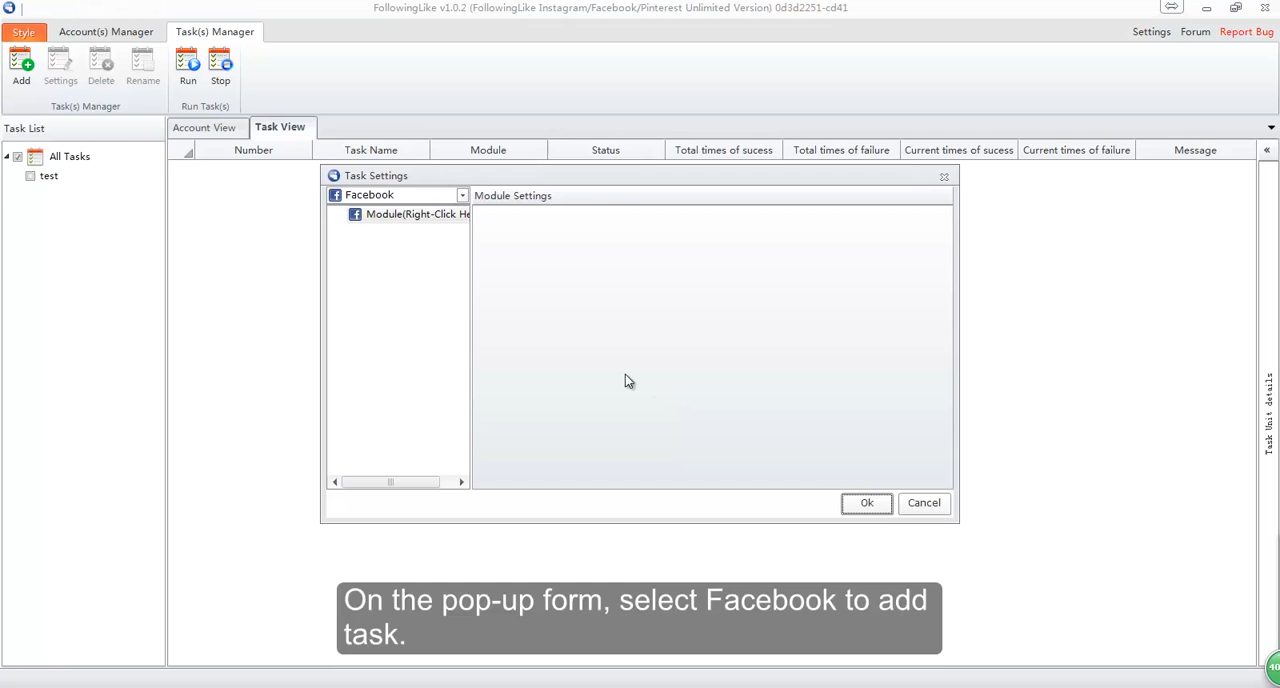 FollowingLike v1.0.2 (FollowingLike Instagram/Facebook/Pinterest Unlimited Version) 0d3d2251-cd41
Style Account(s) Manager Task(s) Manager Settings Forum Report Bug
Add Settings Delete Rename Run Stop
Task(s) Manager Run Task(s)
Task List Account View Task View
Number Task Name Module Status Total times of sucess Total times of failure Current times of sucess Current times of failure Message «
All Tasks
test
Task Settings
Facebook Module Settings
Module(Right-Click He
Task Unit details
Ok Cancel
On the pop-up form, select Facebook to add
task.
40